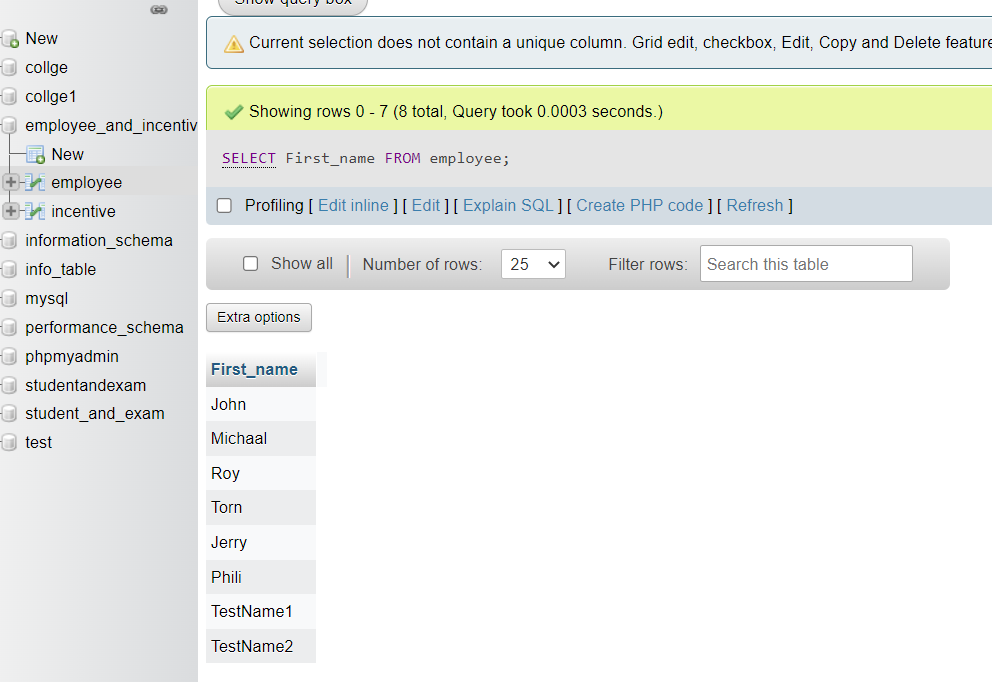 New
collge
collge1
employee_and_incentiv
New
employee
incentive
information_schema
info_table
mysql
performance_schema
phpmyadmin
studentandexam
student_and_exam
test
Show query box
Current selection does not contain a unique column. Grid edit, checkbox, Edit, Copy and Delete feature
Showing rows 0 - 7 (8 total, Query took 0.0003 seconds.)
SELECT First_name FROM employee;
Profiling [ Edit inline ] [ Edit ] [ Explain SQL ] [ Create PHP code ] [ Refresh ]
Show all | Number of rows: 25 Filter rows: Search this table
Extra options
First_name
John
Michaal
Roy
Torn
Jerry
Phili
TestName1
TestName2